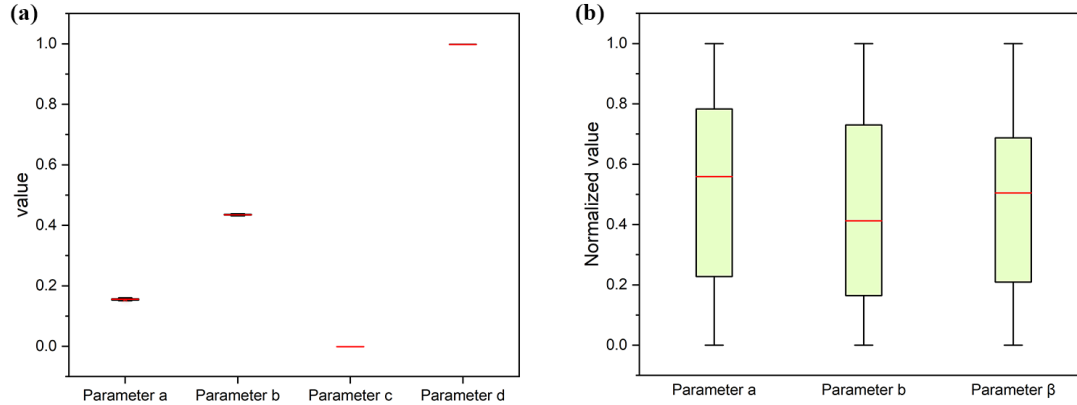 (a)
value
1.0
0.8
0.6
0.4
0.2
0.0
Parameter a Parameter b Parameter c Parameter d
(b)
Normalized value
1.0
0.8
0.6
0.4
0.2
0.0
Parameter a Parameter b Parameter β